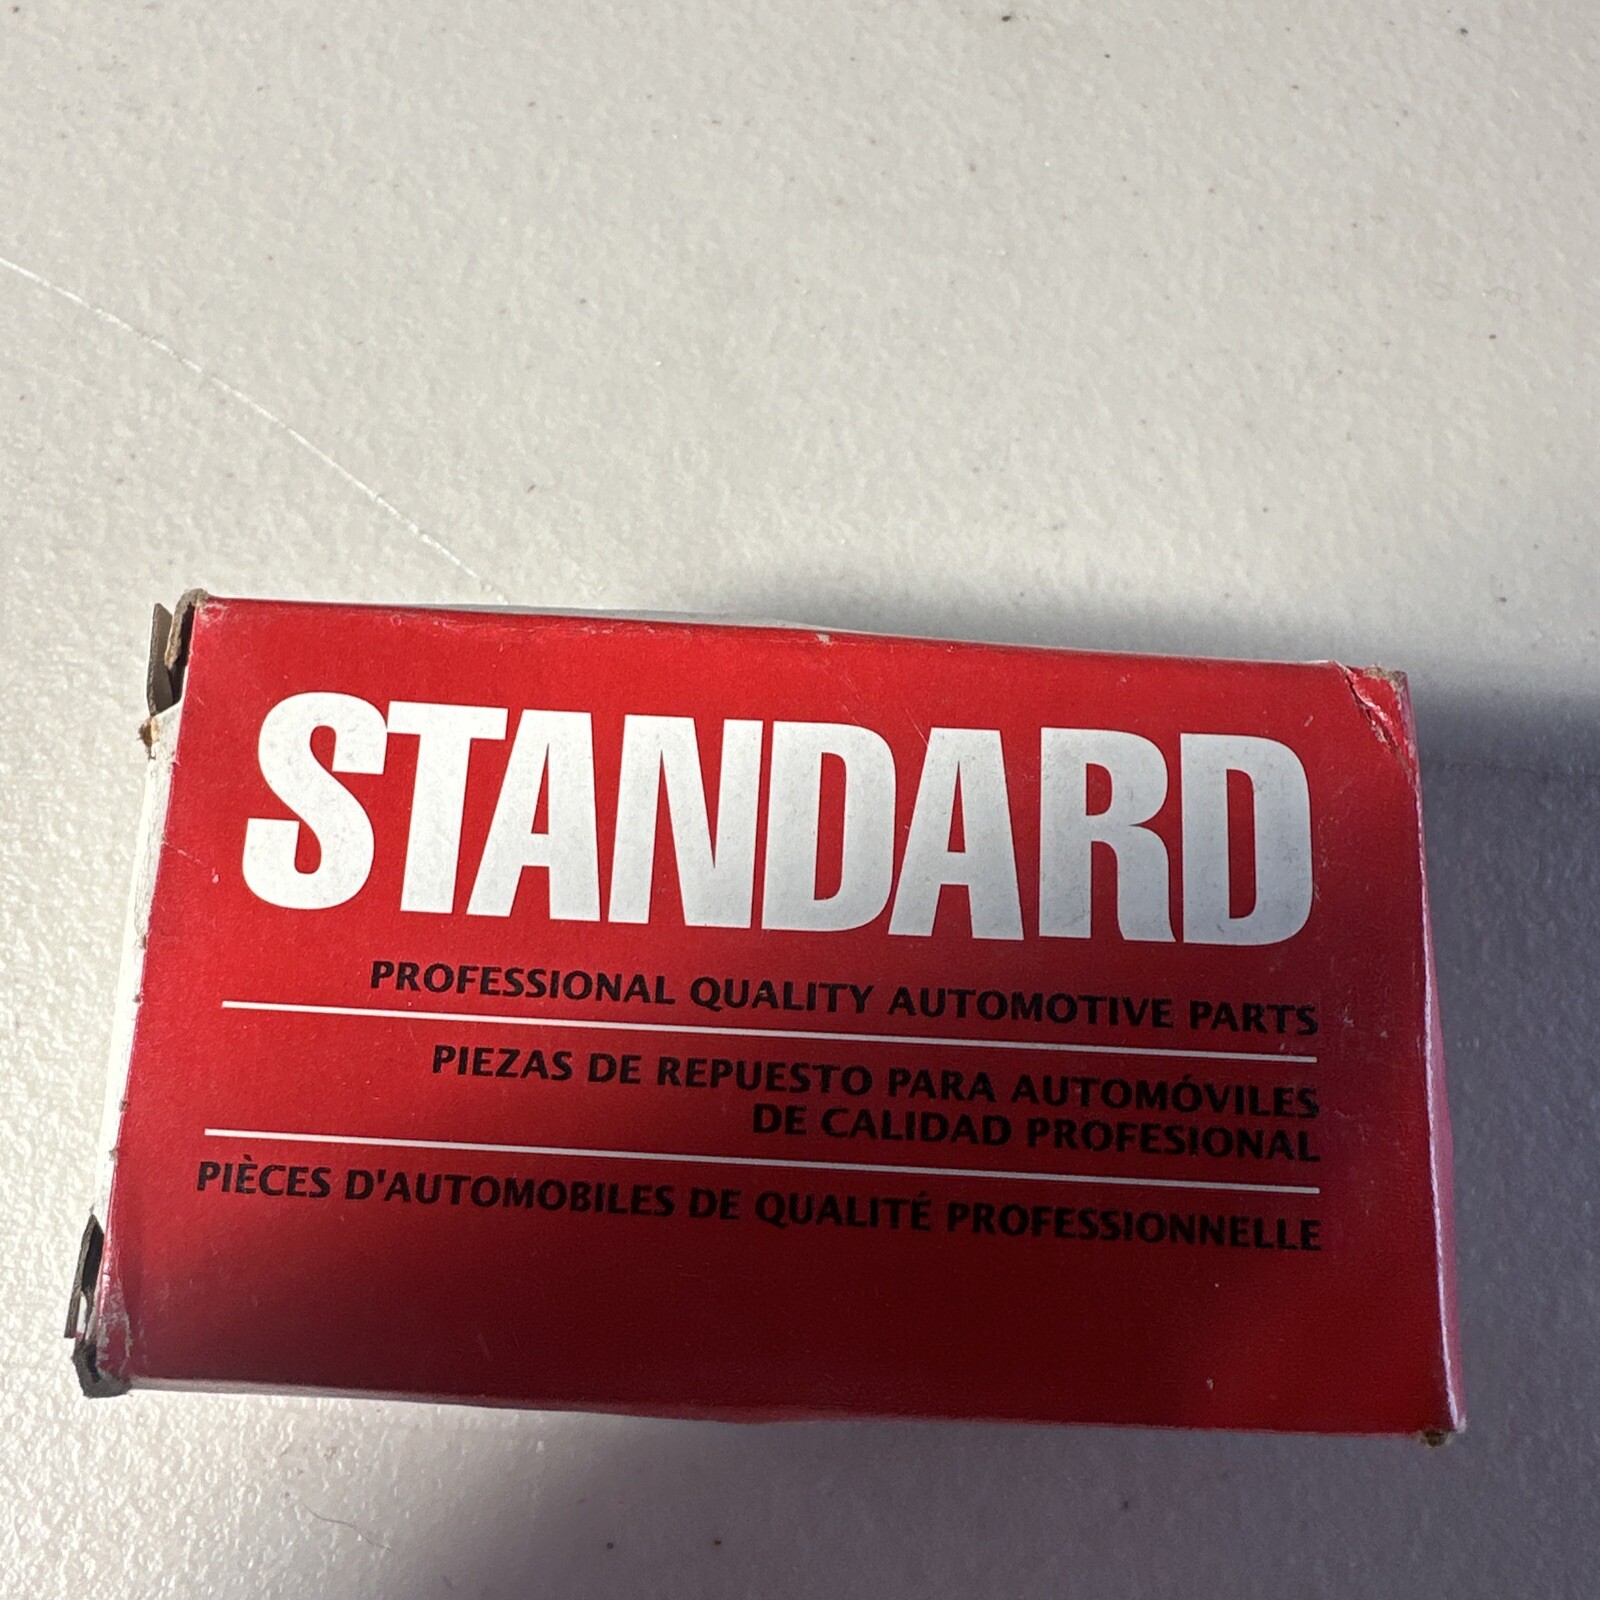 STANDARD
PROFESSIONAL QUALITY AUTOMOTIVE PARTS
PIEZAS DE REPUESTO PARA AUTOMÓVILES
DE CALIDAD PROFESIONAL
PIÈCES D'AUTOMOBILES DE QUALITÉ PROFESSIONNELLE